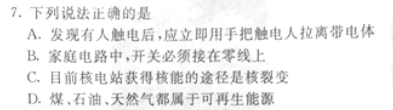 7. 下列说法正确的是
A. 发现有人触电后,应立即用手把触电人拉离带电体
B. 家庭电路中,开关必须接在零线上
C. 目前核电站获得核能的途径是核裂变
D. 煤、石油、天然气都属于可再生能源